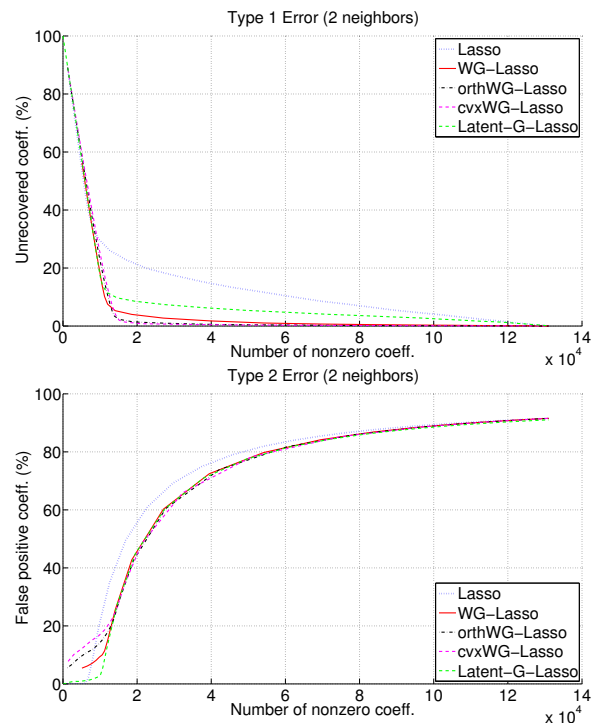 Type 1 Error (2 neighbors)
100
80
60
40
20
0
Unrecovered coeff. (%)
Lasso
WG-Lasso
orthWG-Lasso
cvxWG-Lasso
Latent-G-Lasso
0 2 4 6 8 10 12 14
Number of nonzero coeff.
x 10^4
Type 2 Error (2 neighbors)
100
80
60
40
20
0
False positive coeff. (%)
Lasso
WG-Lasso
orthWG-Lasso
cvxWG-Lasso
Latent-G-Lasso
0 2 4 6 8 10 12 14
Number of nonzero coeff.
x 10^4